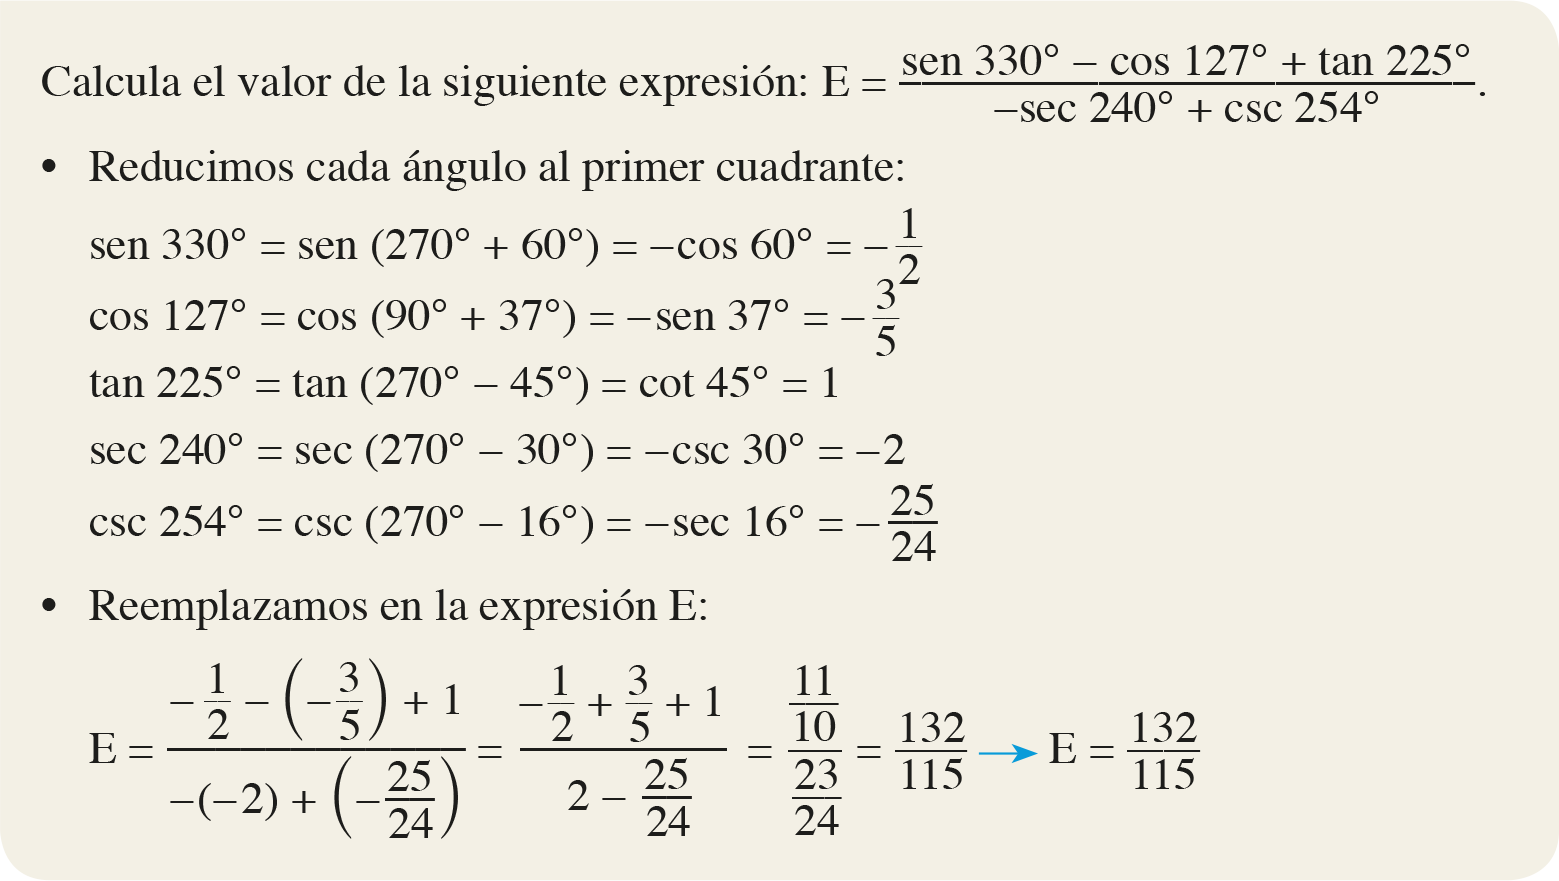 Calcula el valor de la siguiente expresión: E = (sen 330° – cos 127° + tan 225°)/(–sec 240° + csc 254°).
• Reducimos cada ángulo al primer cuadrante:
sen 330° = sen (270° + 60°) = –cos 60° = –1/2
cos 127° = cos (90° + 37°) = –sen 37° = –3/5
tan 225° = tan (270° – 45°) = cot 45° = 1
sec 240° = sec (270° – 30°) = –csc 30° = –2
csc 254° = csc (270° – 16°) = –sec 16° = –25/24
• Reemplazamos en la expresión E:
E = (–1/2 – (–3/5) + 1)/(–(–2) + (–25/24)) = (–1/2 + 3/5 + 1)/(2 – 25/24) = (11/10)/(23/24) = 132/115 → E = 132/115